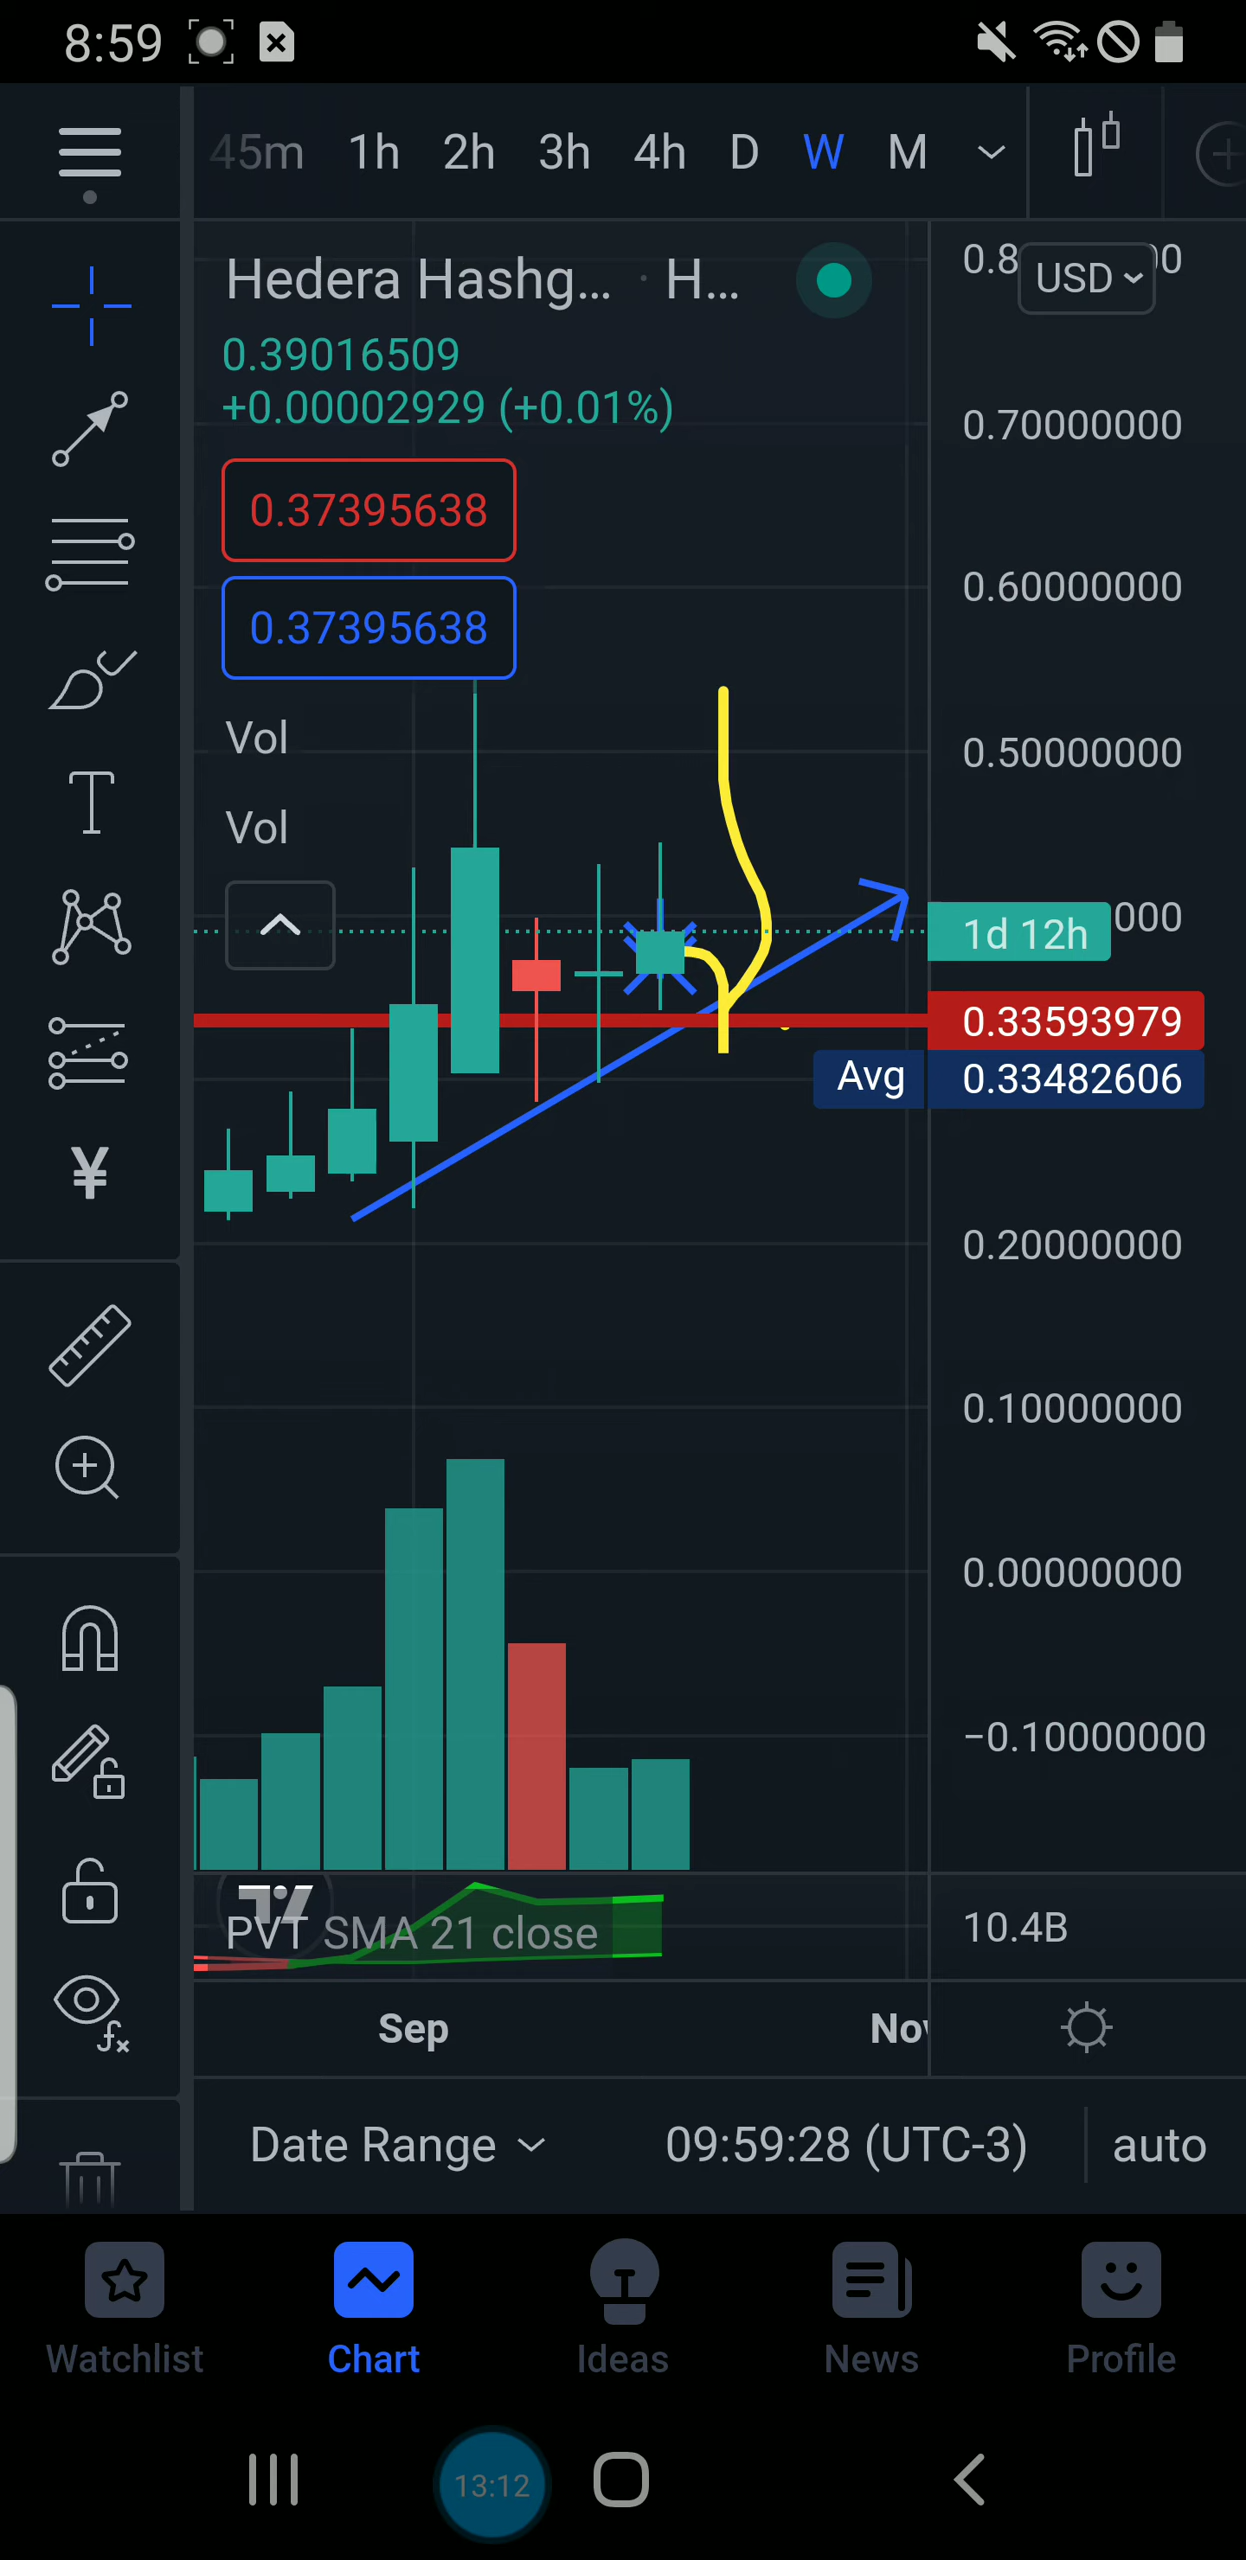 8:59
45m 1h 2h 3h 4h D W M
Hedera Hashg... · H...
USD
0.39016509
+0.00002929 (+0.01%)
0.70000000
0.37395638
0.60000000
0.37395638
Vol
0.50000000
Vol
1d 12h
0.33593979
Avg 0.33482606
0.20000000
0.10000000
0.00000000
−0.10000000
PVT SMA 21 close
10.4B
Sep
Date Range 09:59:28 (UTC-3) auto
Watchlist Chart Ideas News Profile
13:12